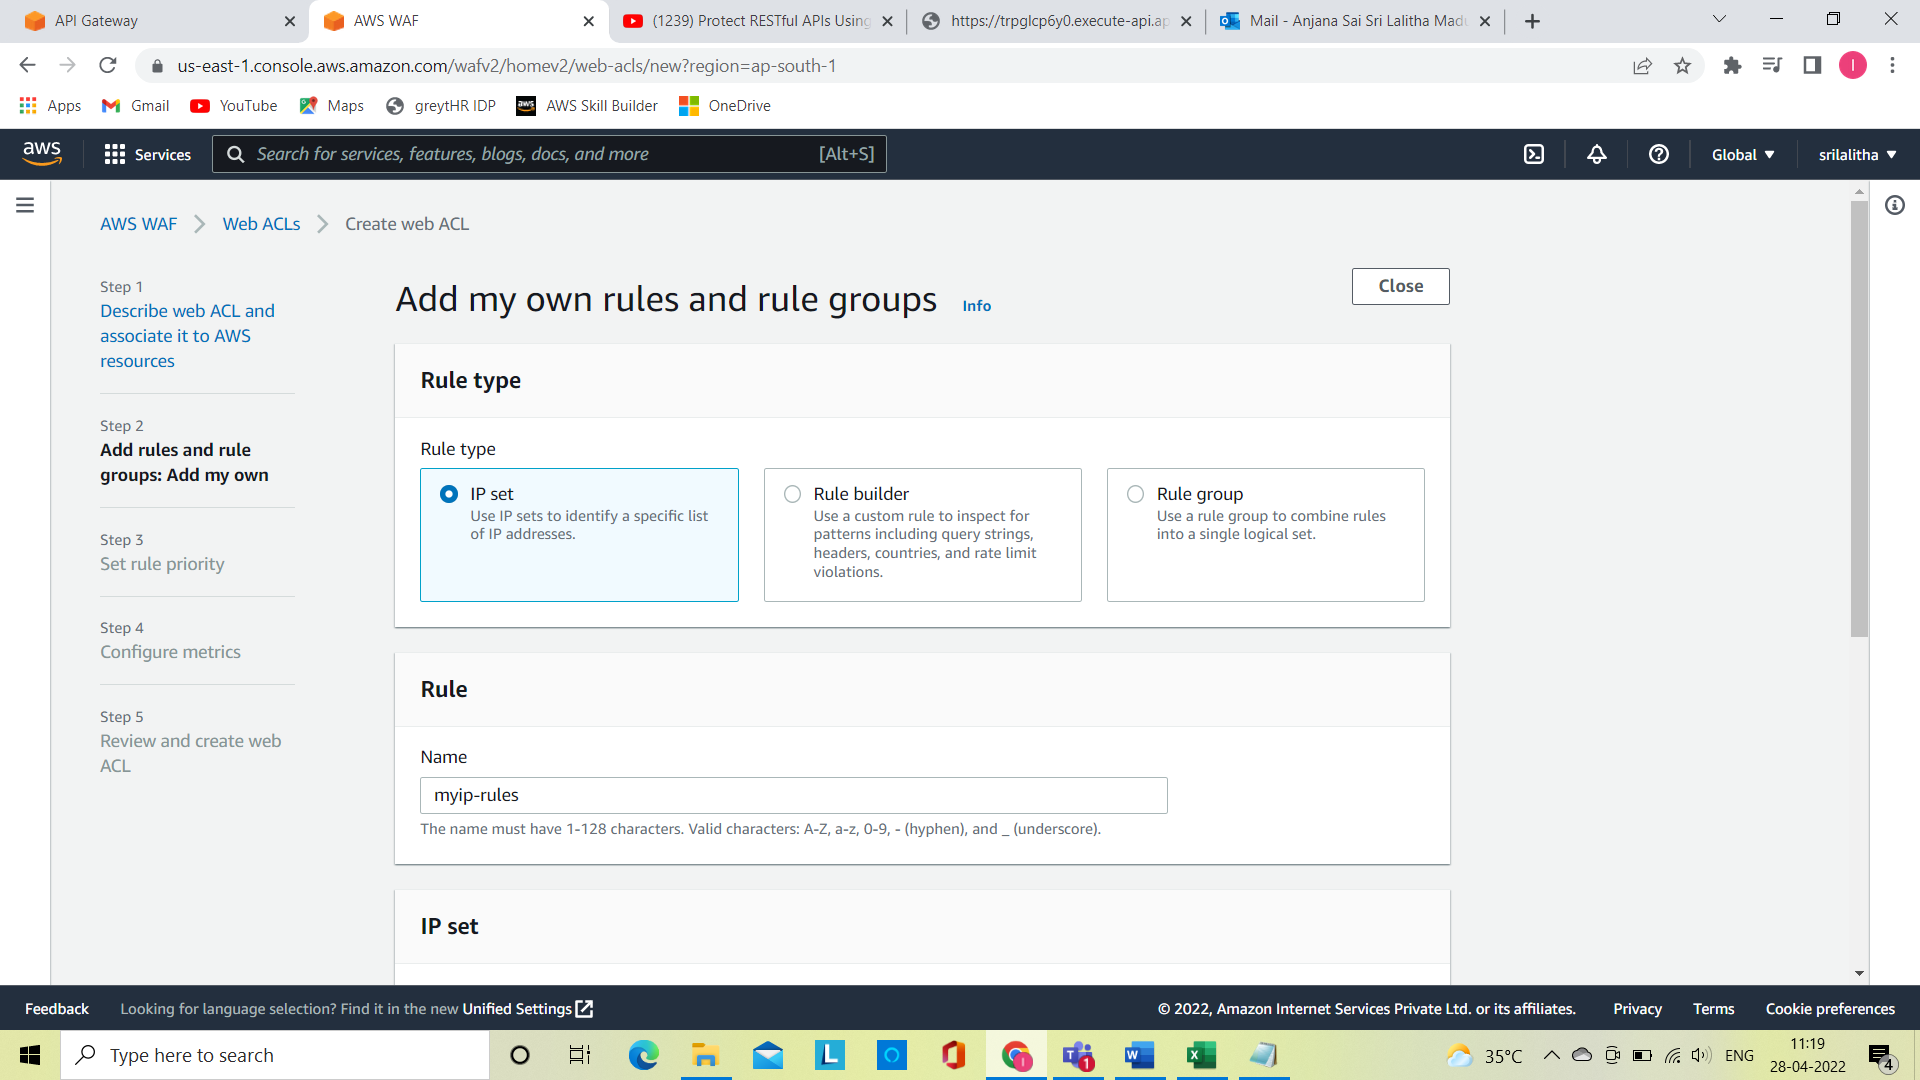 API Gateway
AWS WAF
(1239) Protect RESTful APIs Using
https://trpglcp6y0.execute-api.ap
Mail - Anjana Sai Sri Lalitha Madu
us-east-1.console.aws.amazon.com/wafv2/homev2/web-acls/new?region=ap-south-1
I
Apps
Gmail
YouTube
Maps
greytHR IDP
aws
AWS Skill Builder
OneDrive
aws
Services
Search for services, features, blogs, docs, and more
[Alt+S]
Global
srilalitha
AWS WAF
Web ACLs
Create web ACL
Step 1
Describe web ACL and
associate it to AWS
resources
Step 2
Add rules and rule
groups: Add my own
Step 3
Set rule priority
Step 4
Configure metrics
Step 5
Review and create web
ACL
Add my own rules and rule groups
Info
Close
Rule type
Rule type
IP set
Use IP sets to identify a specific list
of IP addresses.
Rule builder
Use a custom rule to inspect for
patterns including query strings,
headers, countries, and rate limit
violations.
Rule group
Use a rule group to combine rules
into a single logical set.
Rule
Name
myip-rules
The name must have 1-128 characters. Valid characters: A-Z, a-z, 0-9, - (hyphen), and _ (underscore).
IP set
Feedback
Looking for language selection? Find it in the new Unified Settings
© 2022, Amazon Internet Services Private Ltd. or its affiliates.
Privacy
Terms
Cookie preferences
Type here to search
L
I
1
W
X
35°C
ENG
11:19
28-04-2022
4